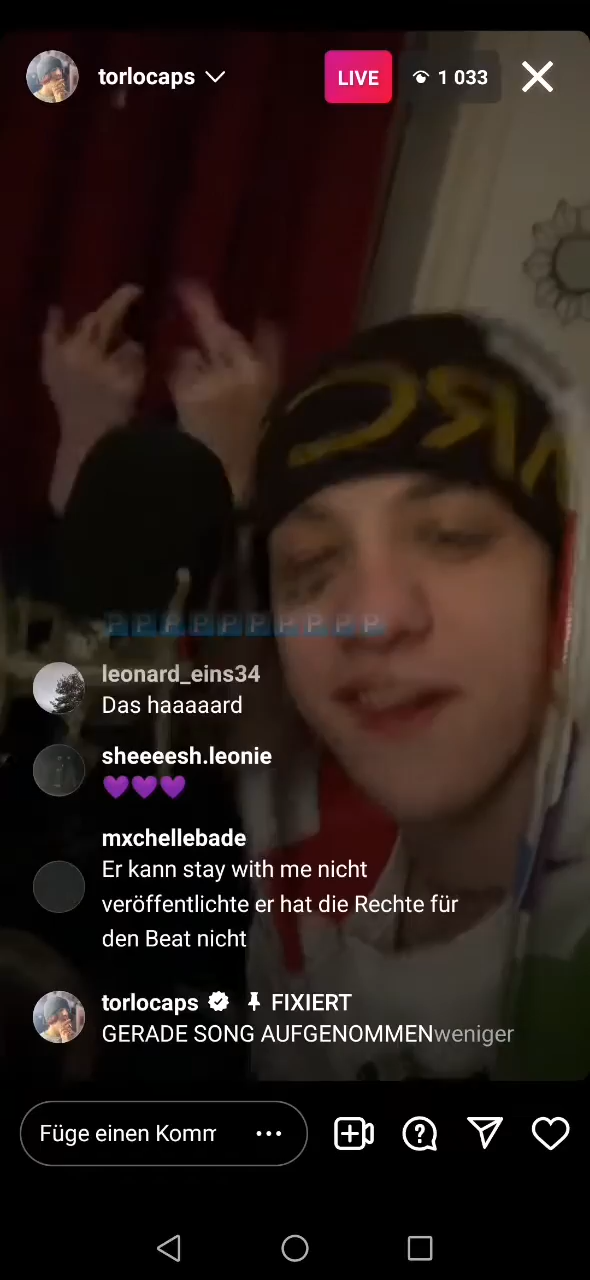 torlocaps
LIVE
1 033
🅿🅿🅿🅿🅿🅿🅿🅿🅿🅿
leonard_eins34
Das haaaaard
sheeeesh.leonie
💜💜💜
mxchellebade
Er kann stay with me nicht
veröffentlichte er hat die Rechte für
den Beat nicht
torlocaps FIXIERT
GERADE SONG AUFGENOMMENweniger
Füge einen Komm